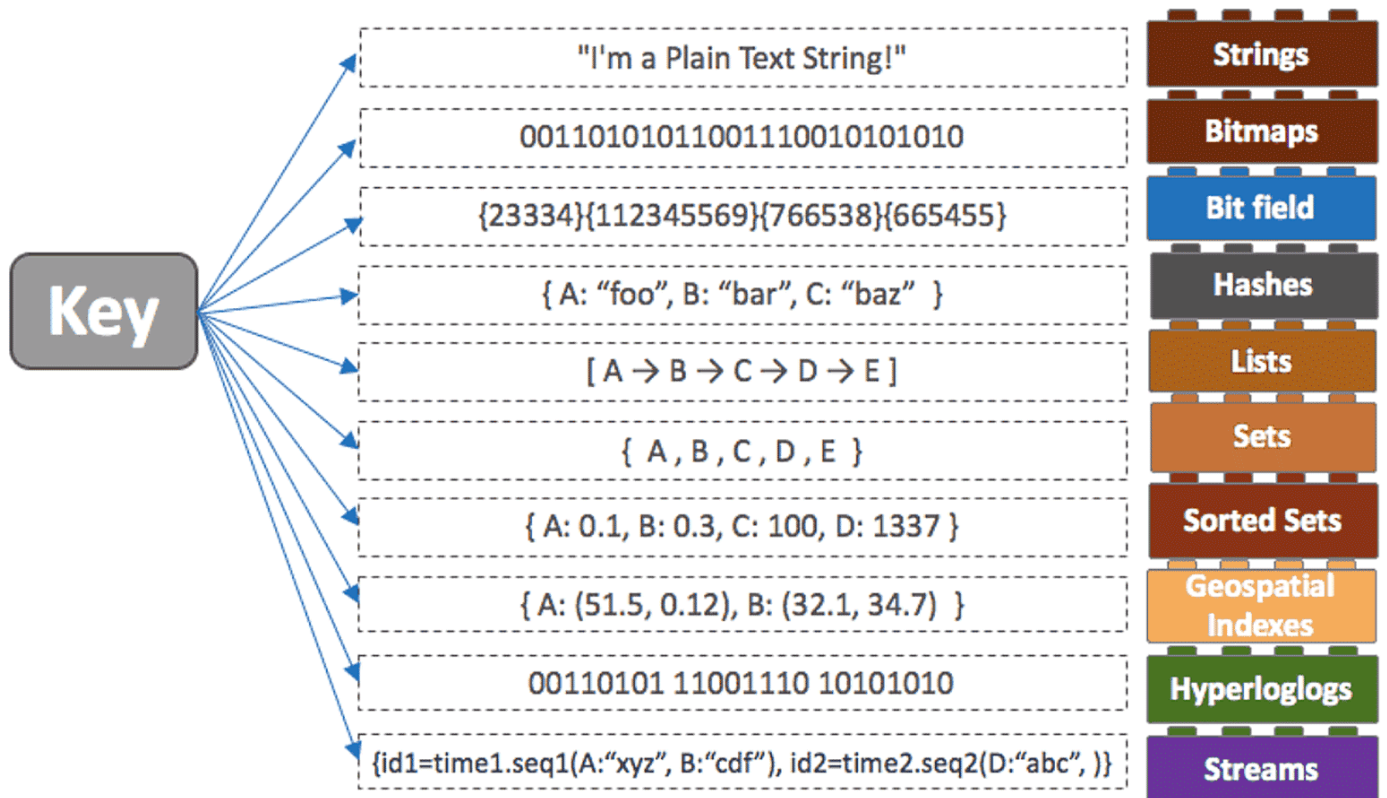 "I'm a Plain Text String!"
Strings
00110101011001110010101010
Bitmaps
{23334}{112345569}{766538}{665455}
Bit field
Key
{ A: “foo”, B: “bar”, C: “baz” }
Hashes
[ A → B → C → D → E ]
Lists
{ A , B , C , D , E }
Sets
{ A: 0.1, B: 0.3, C: 100, D: 1337 }
Sorted Sets
{ A: (51.5, 0.12), B: (32.1, 34.7) }
Geospatial
Indexes
00110101 11001110 10101010
Hyperloglogs
{id1=time1.seq1(A:“xyz”, B:“cdf”), id2=time2.seq2(D:“abc”, )}
Streams